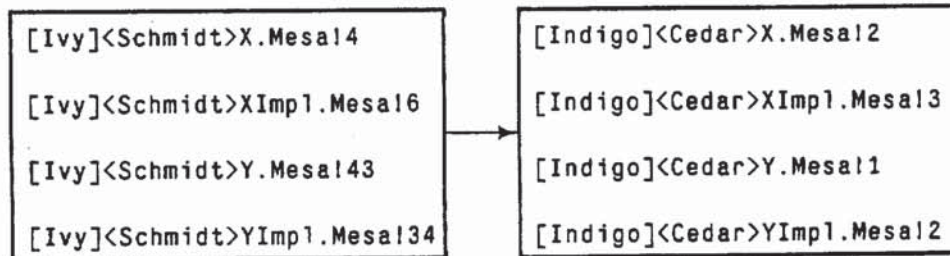 [Ivy]<Schmidt>X.Mesa!4
[Ivy]<Schmidt>XImpl.Mesa!6
[Ivy]<Schmidt>Y.Mesa!43
[Ivy]<Schmidt>YImpl.Mesa!34
[Indigo]<Cedar>X.Mesa!2
[Indigo]<Cedar>XImpl.Mesa!3
[Indigo]<Cedar>Y.Mesa!1
[Indigo]<Cedar>YImpl.Mesa!2